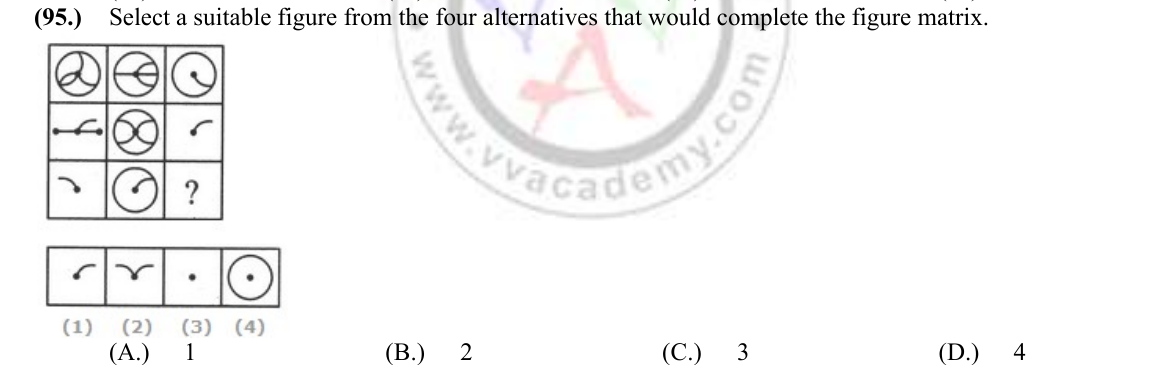 (95.) Select a suitable figure from the four alternatives that would complete the figure matrix.
www.vvacademy.com
?
(1) (2) (3) (4)
(A.) 1 (B.) 2 (C.) 3 (D.) 4